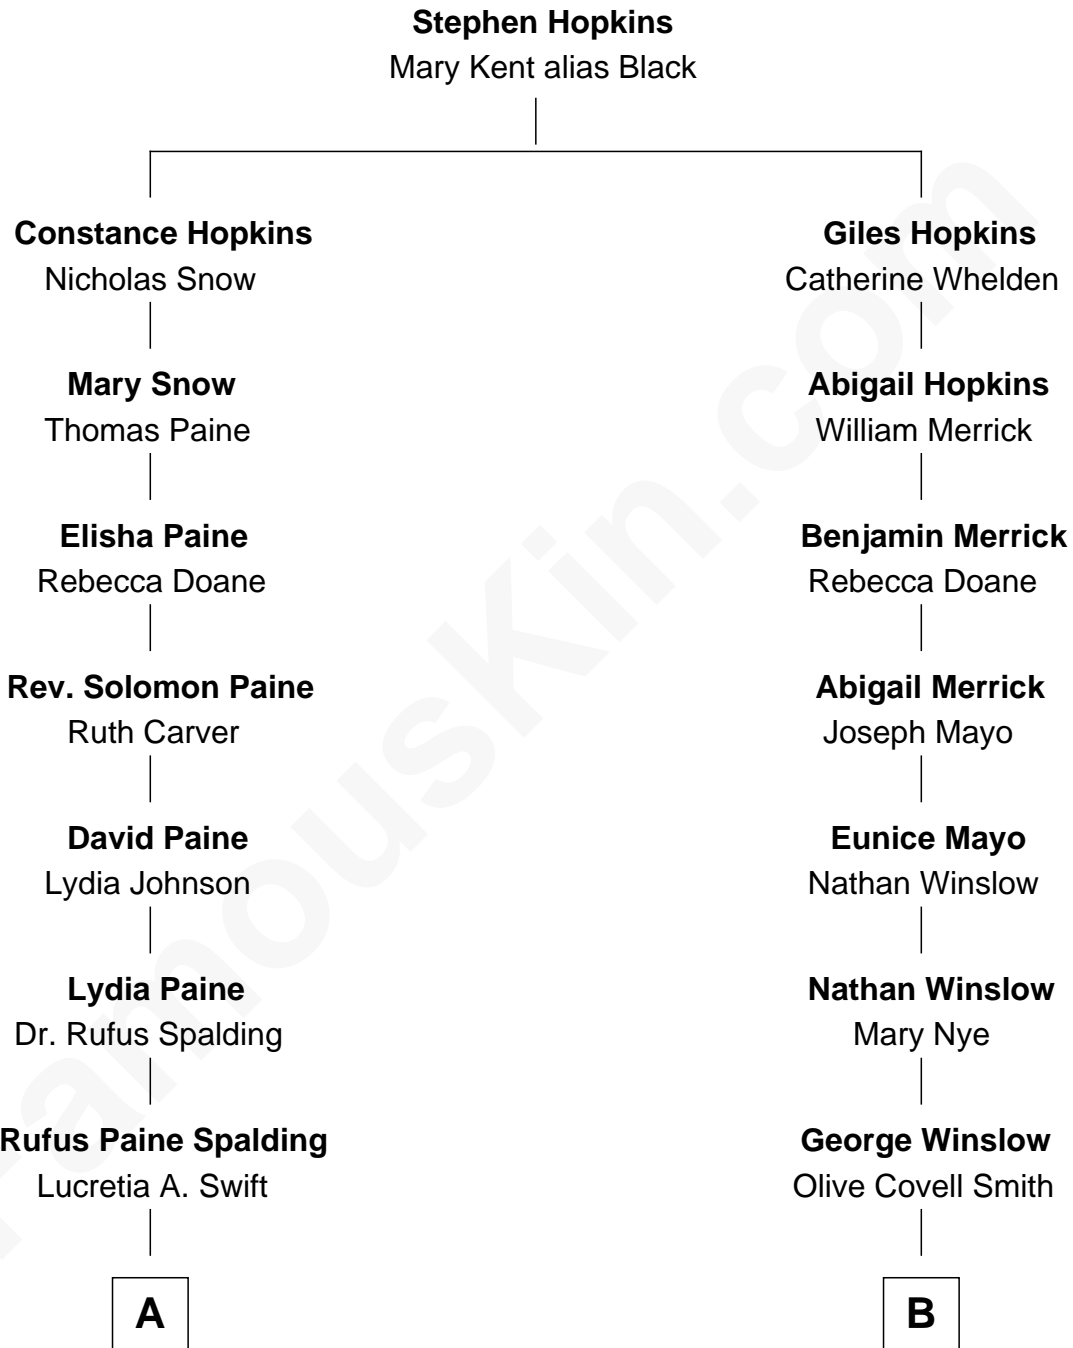 Stephen Hopkins
Mary Kent alias Black
Constance Hopkins
Nicholas Snow
Giles Hopkins
Catherine Whelden
Mary Snow
Thomas Paine
Abigail Hopkins
William Merrick
Elisha Paine
Rebecca Doane
Benjamin Merrick
Rebecca Doane
Rev. Solomon Paine
Ruth Carver
Abigail Merrick
Joseph Mayo
David Paine
Lydia Johnson
Eunice Mayo
Nathan Winslow
Lydia Paine
Dr. Rufus Spalding
Nathan Winslow
Mary Nye
Rufus Paine Spalding
Lucretia A. Swift
George Winslow
Olive Covell Smith
A
B
FamousKin.com